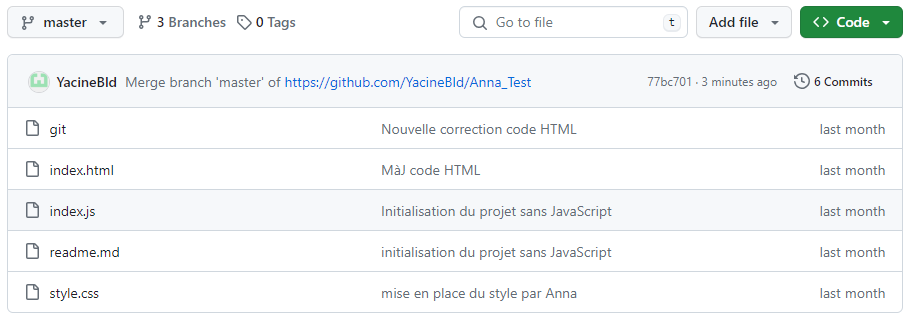 master 3 Branches 0 Tags Go to file t Add file Code
YacineBld Merge branch 'master' of https://github.com/YacineBld/Anna_Test 77bc701 · 3 minutes ago 6 Commits
git Nouvelle correction code HTML last month
index.html MàJ code HTML last month
index.js Initialisation du projet sans JavaScript last month
readme.md initialisation du projet sans JavaScript last month
style.css mise en place du style par Anna last month